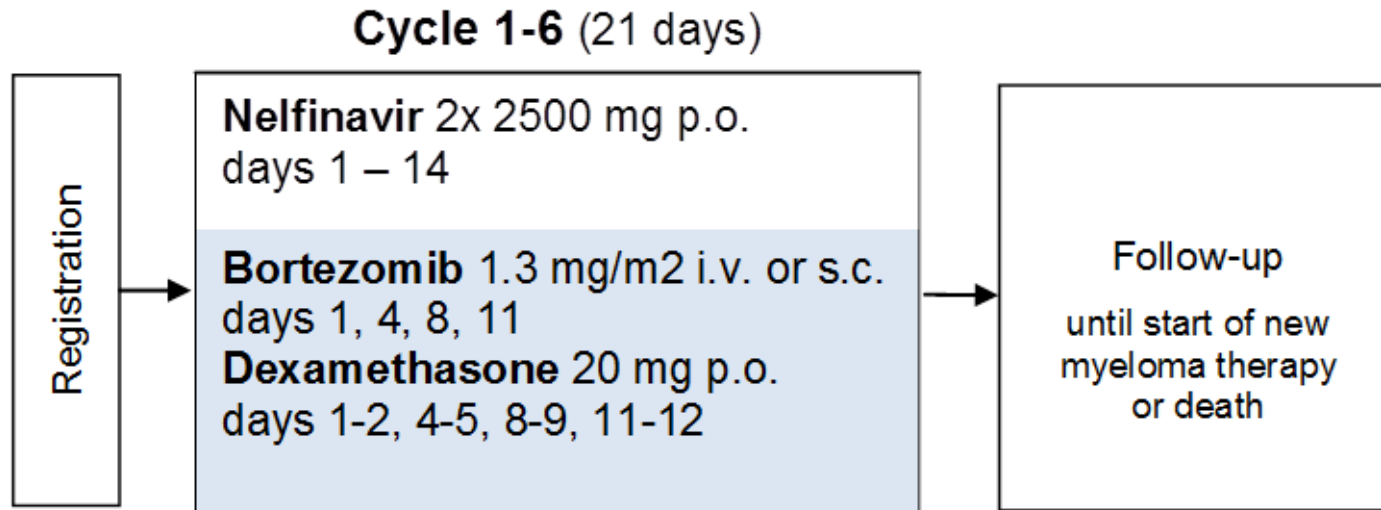 Cycle 1-6 (21 days)
Registration
Nelfinavir 2x 2500 mg p.o.
days 1 – 14
Bortezomib 1.3 mg/m2 i.v. or s.c.
days 1, 4, 8, 11
Dexamethasone 20 mg p.o.
days 1-2, 4-5, 8-9, 11-12
Follow-up
until start of new
myeloma therapy
or death